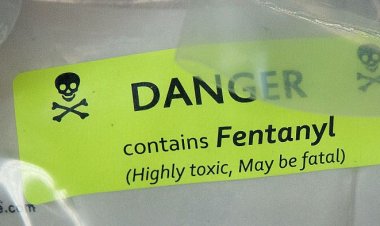 DANGER
contains Fentanyl
(Highly toxic, May be fatal)